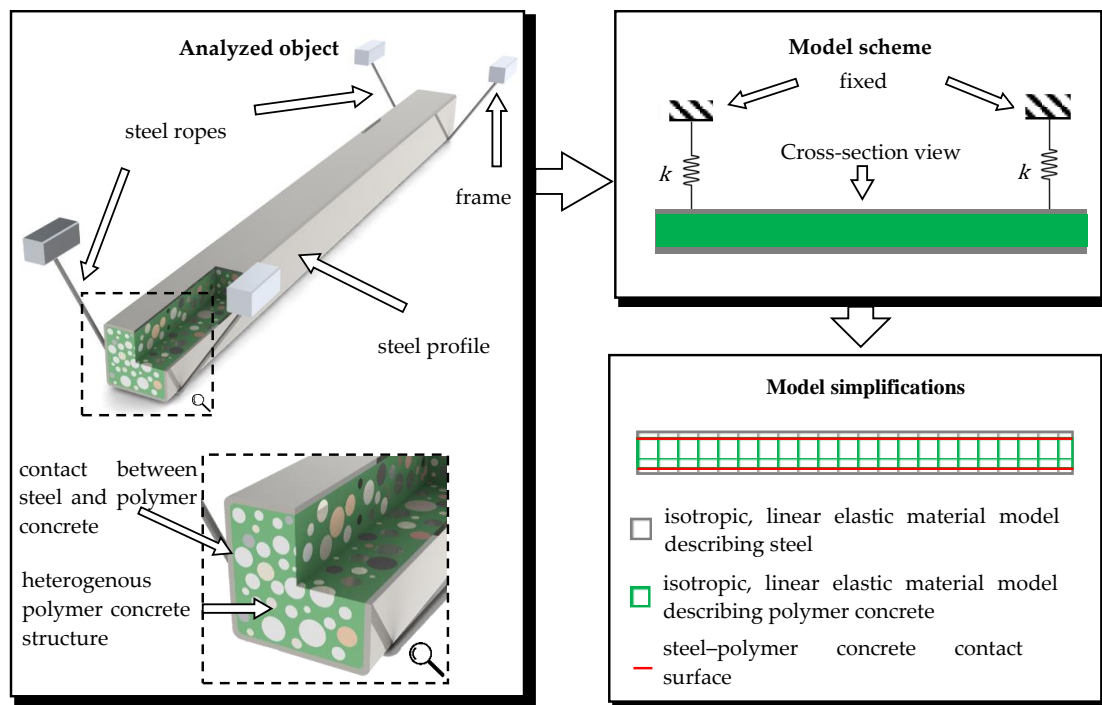 Analyzed object
steel ropes
frame
steel profile
contact between
steel and polymer
concrete
heterogenous
polymer concrete
structure
Model scheme
fixed
Cross-section view
k
k
Model simplifications
isotropic, linear elastic material model
describing steel
isotropic, linear elastic material model
describing polymer concrete
steel–polymer concrete contact
surface